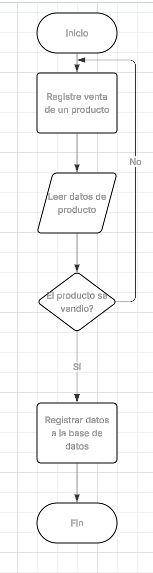 Inicio
Registre venta
de un producto
Leer datos de
producto
No
El producto se
vendio?
Sí
Registrar datos
a la base de
datos
Fin